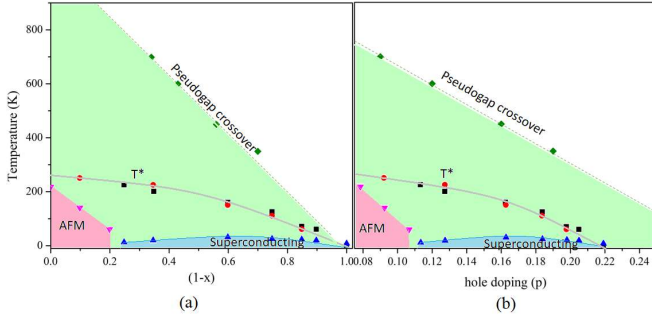 800
600
400
200
0
Temperature (K)
Pseudogap crossover
T*
AFM
Superconducting
0.0 0.2 0.4 0.6 0.8 1.0
(1-x)
(a)
Pseudogap crossover
T*
AFM
Superconducting
0.08 0.10 0.12 0.14 0.16 0.18 0.20 0.22 0.24
hole doping (p)
(b)